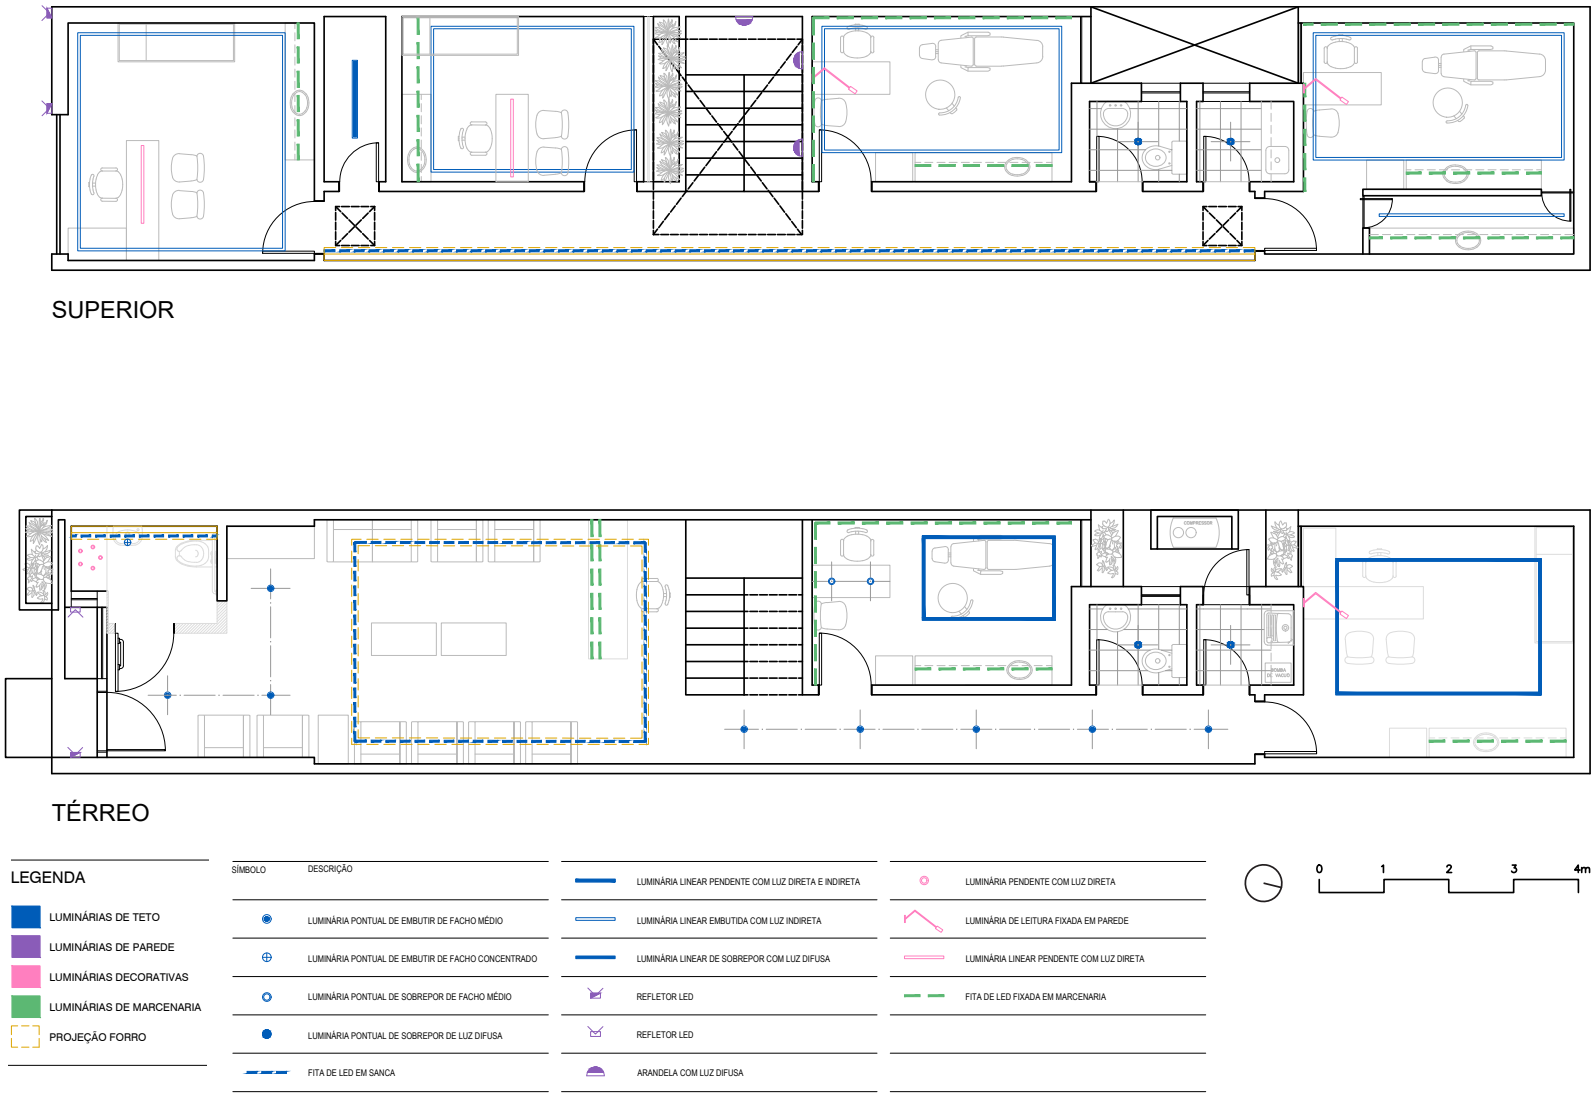 SUPERIOR
COMPRESSOR
BOMBA
DE VACUO
TÉRREO
LEGENDA
LUMINÁRIAS DE TETO
LUMINÁRIAS DE PAREDE
LUMINÁRIAS DECORATIVAS
LUMINÁRIAS DE MARCENARIA
PROJEÇÃO FORRO
SÍMBOLO DESCRIÇÃO
LUMINÁRIA PONTUAL DE EMBUTIR DE FACHO MÉDIO
LUMINÁRIA PONTUAL DE EMBUTIR DE FACHO CONCENTRADO
LUMINÁRIA PONTUAL DE SOBREPOR DE FACHO MÉDIO
LUMINÁRIA PONTUAL DE SOBREPOR DE LUZ DIFUSA
FITA DE LED EM SANCA
LUMINÁRIA LINEAR PENDENTE COM LUZ DIRETA E INDIRETA
LUMINÁRIA LINEAR EMBUTIDA COM LUZ INDIRETA
LUMINÁRIA LINEAR DE SOBREPOR COM LUZ DIFUSA
REFLETOR LED
REFLETOR LED
ARANDELA COM LUZ DIFUSA
LUMINÁRIA PENDENTE COM LUZ DIRETA
LUMINÁRIA DE LEITURA FIXADA EM PAREDE
LUMINÁRIA LINEAR PENDENTE COM LUZ DIRETA
FITA DE LED FIXADA EM MARCENARIA
0 1 2 3 4m